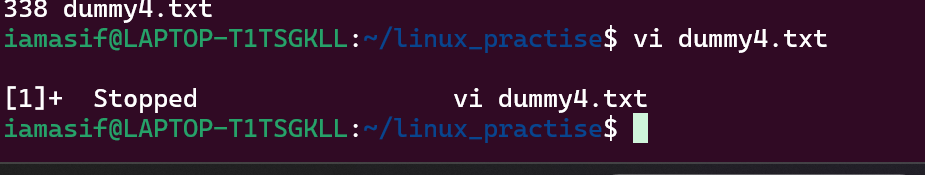 338 dummy4.txt
iamasif@LAPTOP-T1TSGKLL:~/linux_practise$ vi dummy4.txt
[1]+  Stopped                 vi dummy4.txt
iamasif@LAPTOP-T1TSGKLL:~/linux_practise$